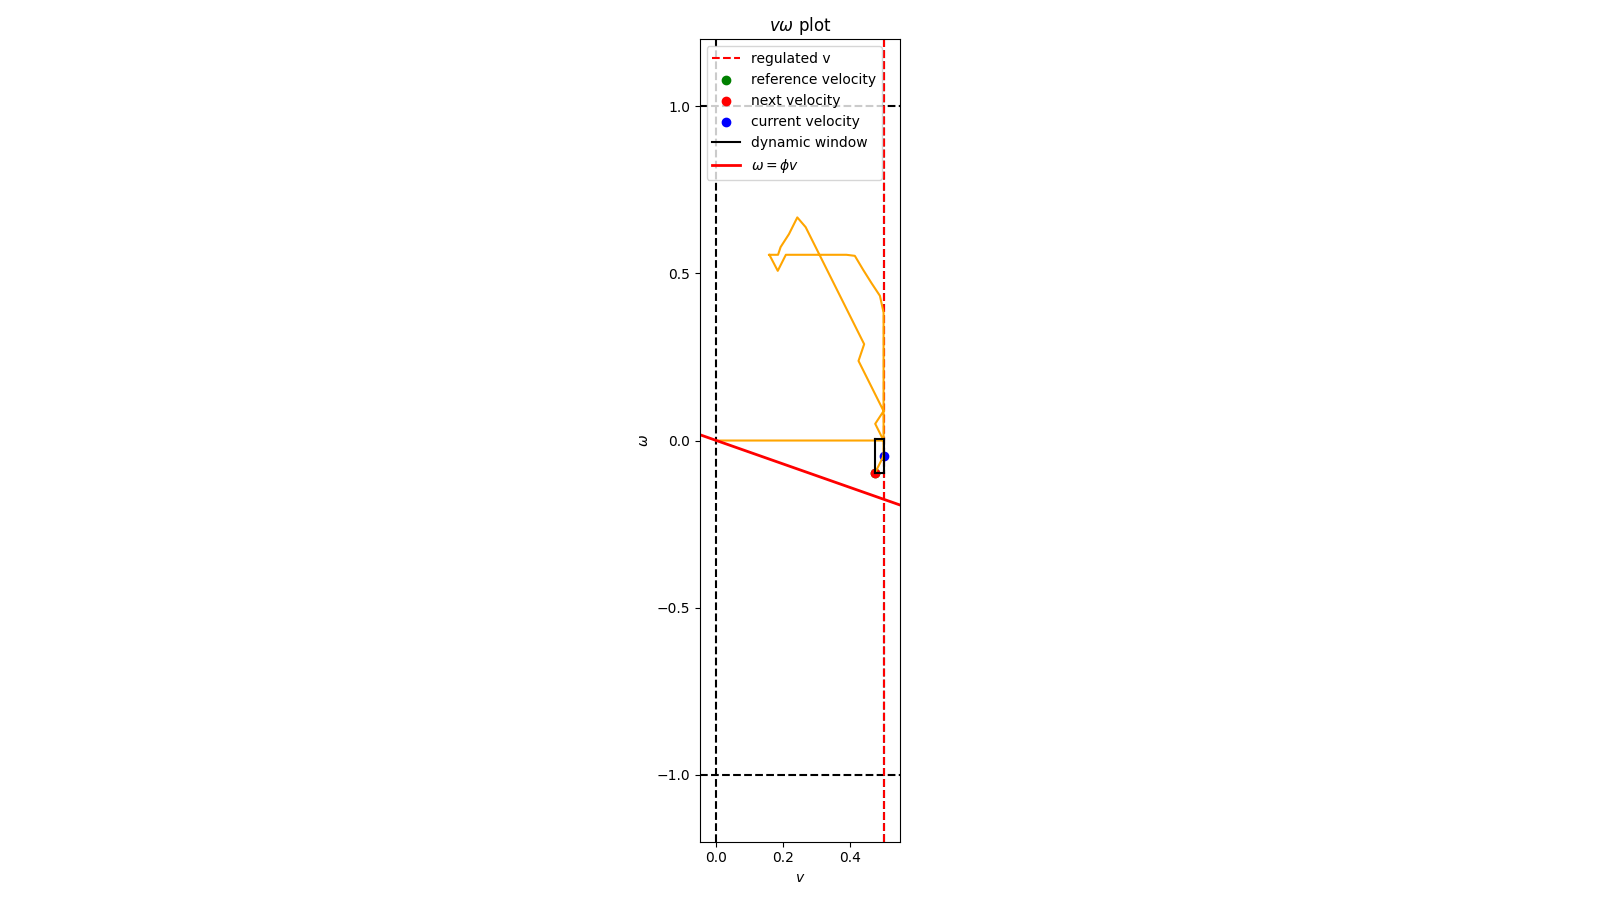 vω plot
regulated v
reference velocity
next velocity
current velocity
dynamic window
ω = ϕv
1.0
0.5
0.0
−0.5
−1.0
ω
0.0 0.2 0.4
v